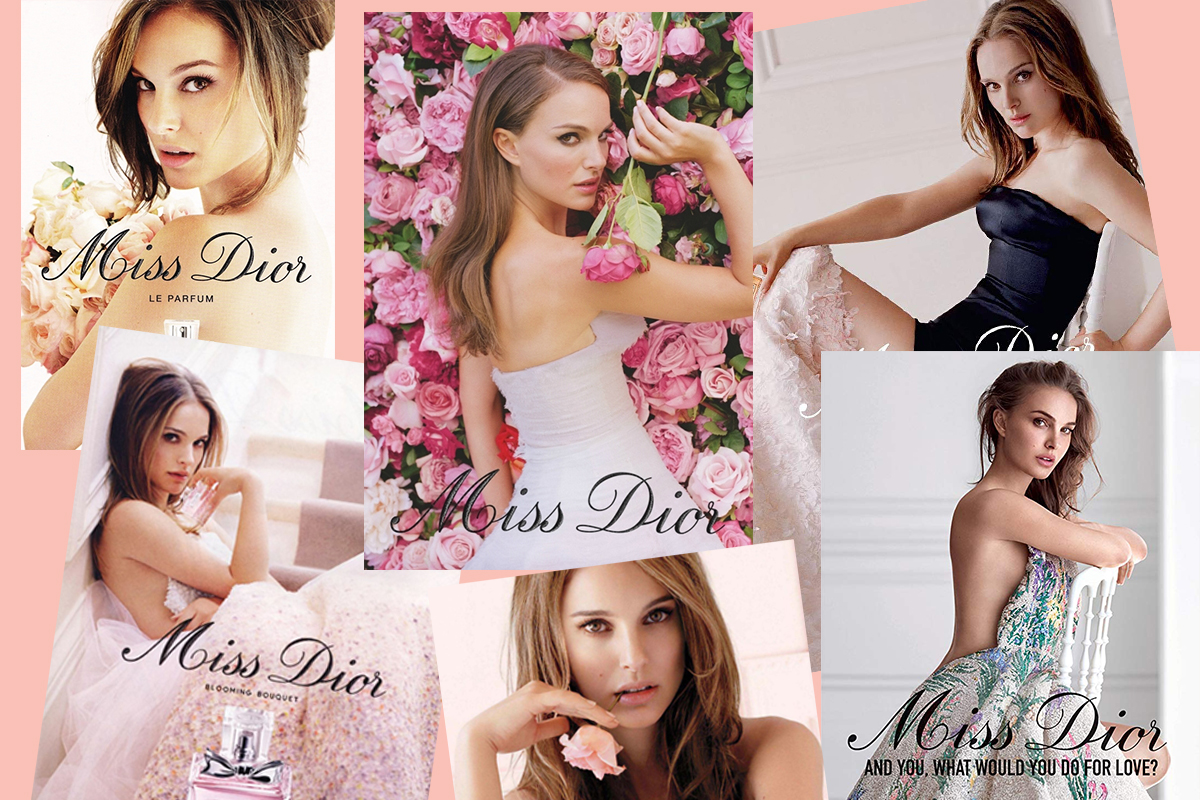 Miss Dior
LE PARFUM
Miss Dior
Dior
Miss Dior
BLOOMING BOUQUET
Miss Dior
AND YOU, WHAT WOULD YOU DO FOR LOVE?